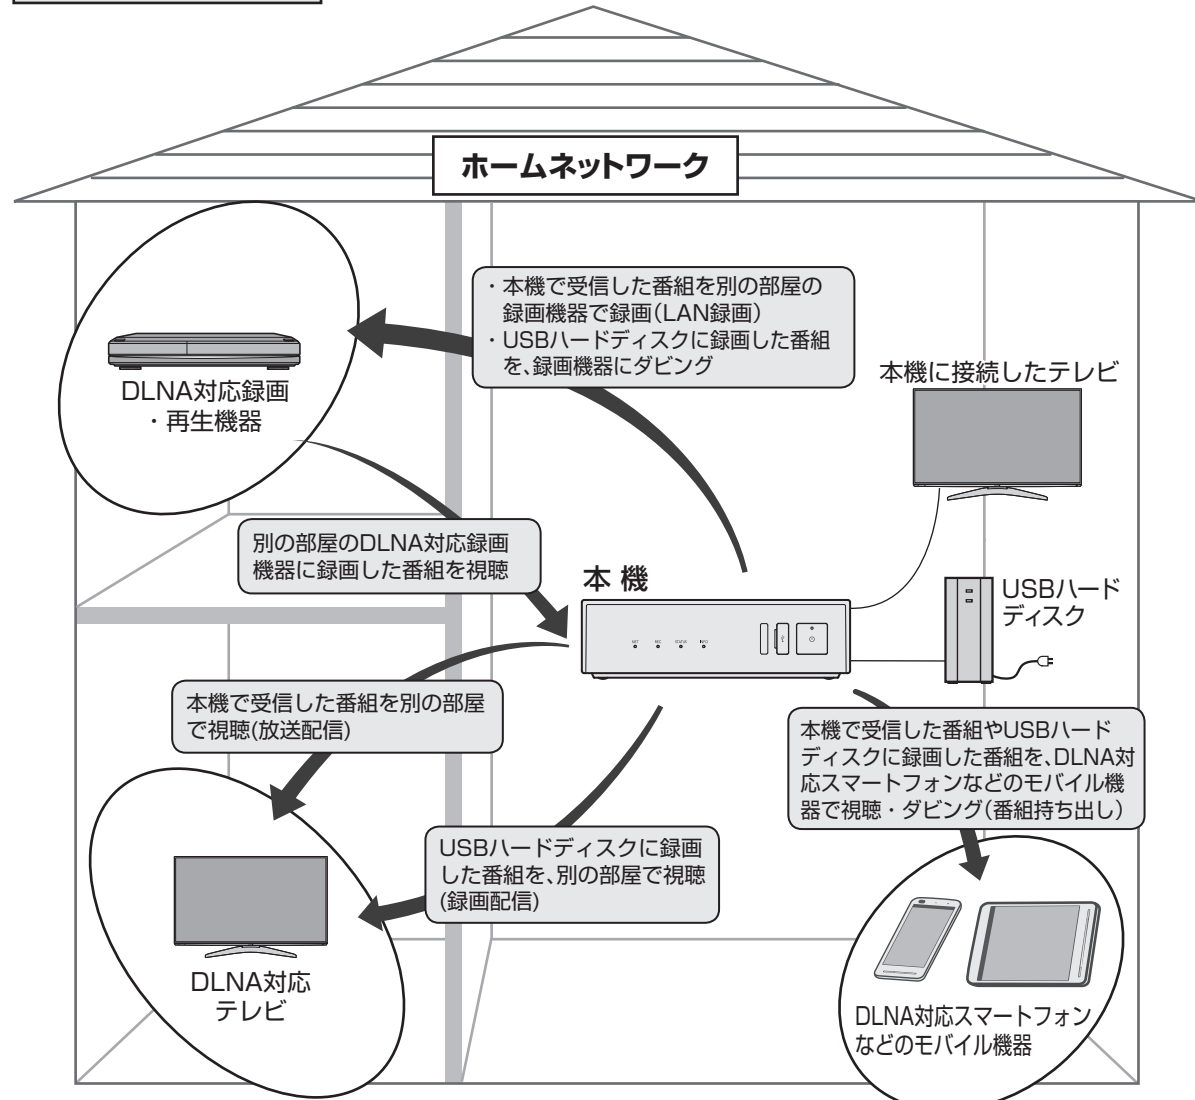 ホームネットワーク
・本機で受信した番組を別の部屋の
録画機器で録画(LAN録画)
・USBハードディスクに録画した番組
を、録画機器にダビング
DLNA対応録画
・再生機器
本機に接続したテレビ
別の部屋のDLNA対応録画
機器に録画した番組を視聴
本 機
NET REC STATUS INFO
USBハード
ディスク
本機で受信した番組を別の部屋
で視聴(放送配信)
本機で受信した番組やUSBハード
ディスクに録画した番組を、DLNA対
応スマートフォンなどのモバイル機
器で視聴・ダビング(番組持ち出し)
USBハードディスクに録画
した番組を、別の部屋で視聴
(録画配信)
DLNA対応
テレビ
DLNA対応スマートフォン
などのモバイル機器